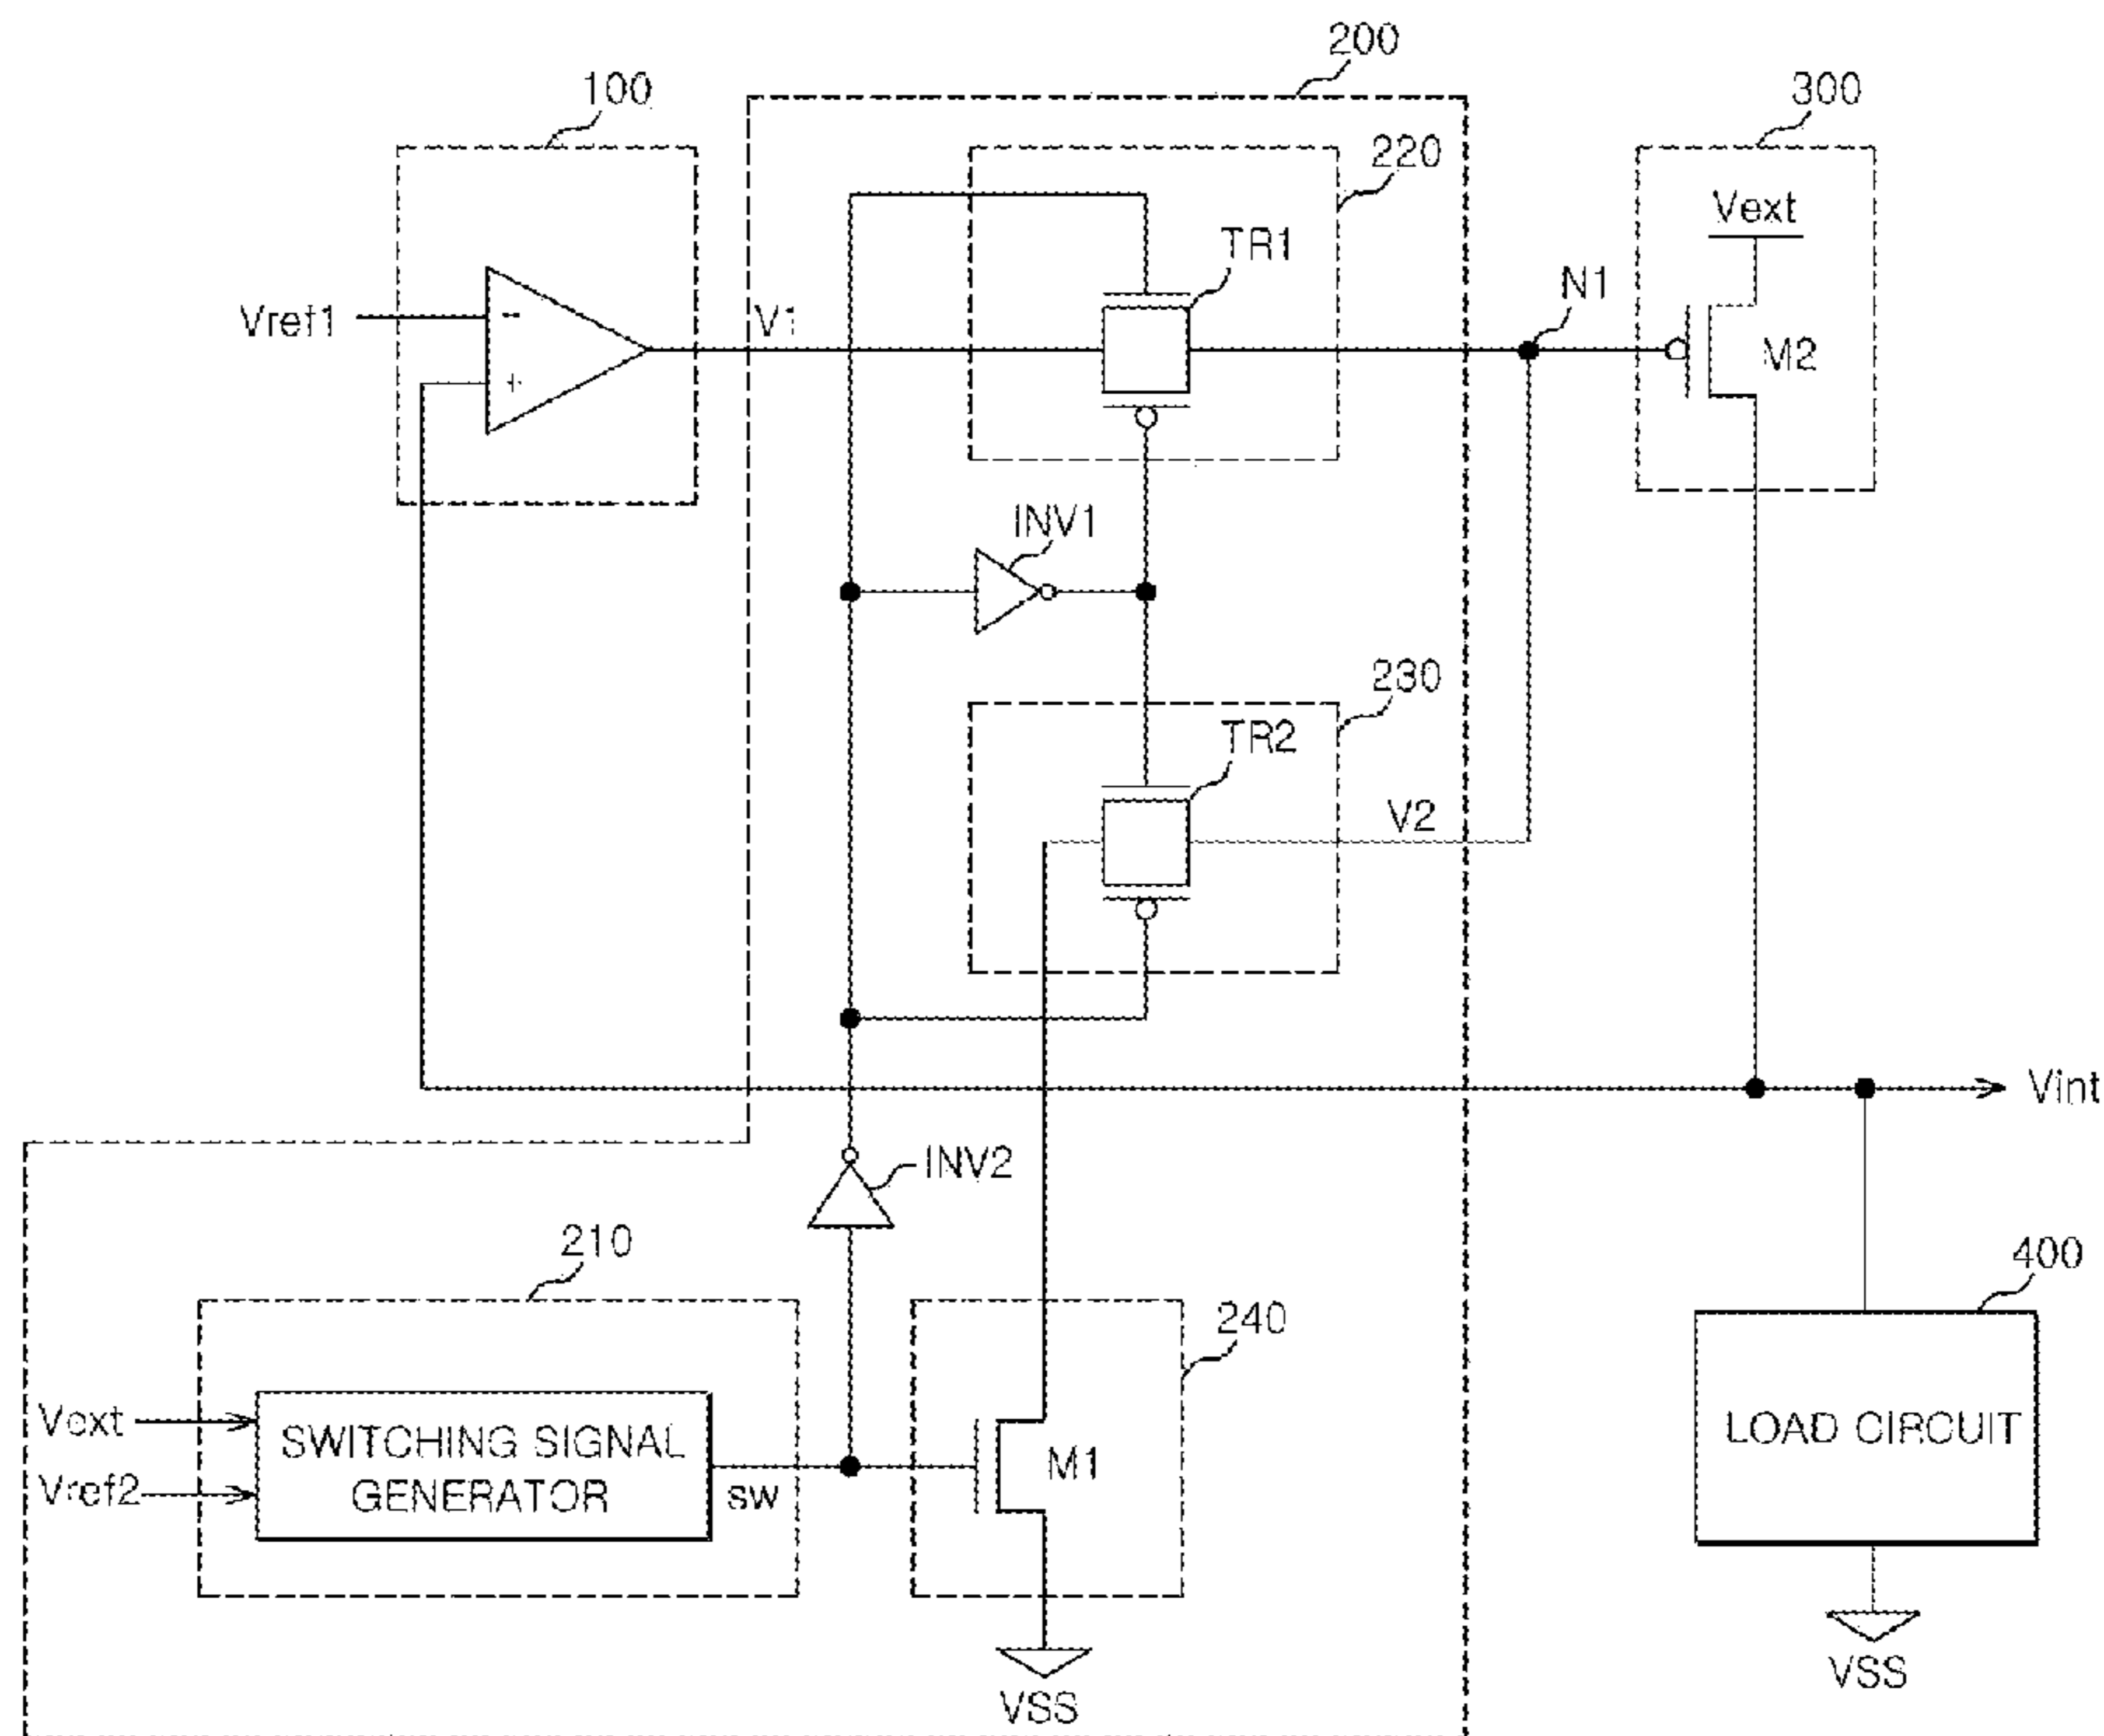 200
100
300
220
Vext
TR1
N1
Vref1
V1
M2
-
+
INV1
230
TR2
V2
Vint
INV2
210
400
240
Vext
SWITCHING SIGNAL
GENERATOR
Vref2
sw
M1
LOAD CIRCUIT
VSS
VSS